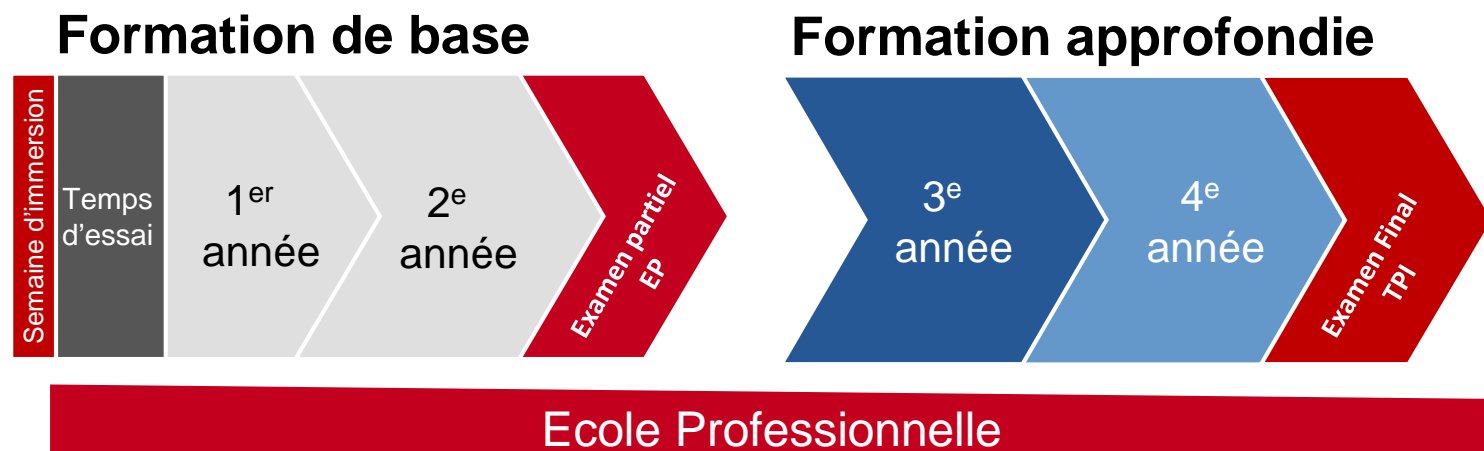 Formation de base
Formation approfondie
Semaine d'immersion
Temps
d'essai
1er
année
2e
année
Examen partiel
EP
3e
année
4e
année
Examen Final
TPI
Ecole Professionnelle